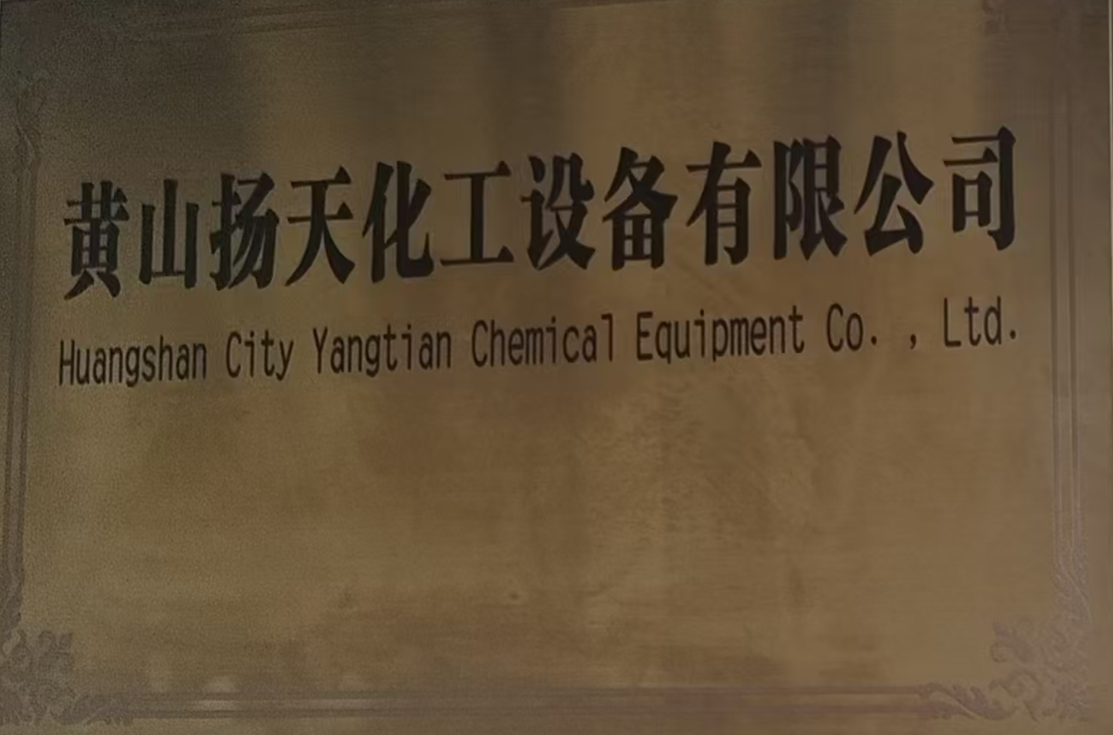 黄山扬天化工设备有限公司
Huangshan City Yangtian Chemical Equipment Co. , Ltd.